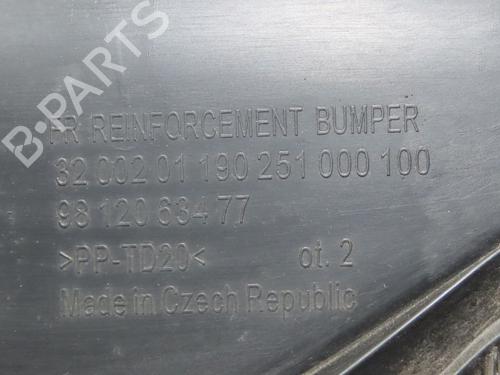 B-PARTS
FR REINFORCEMENT BUMPER
32 002 01 190 251 000 100
98 120 634 77
>PP-TD20< ot. 2
Made in Czech Republic